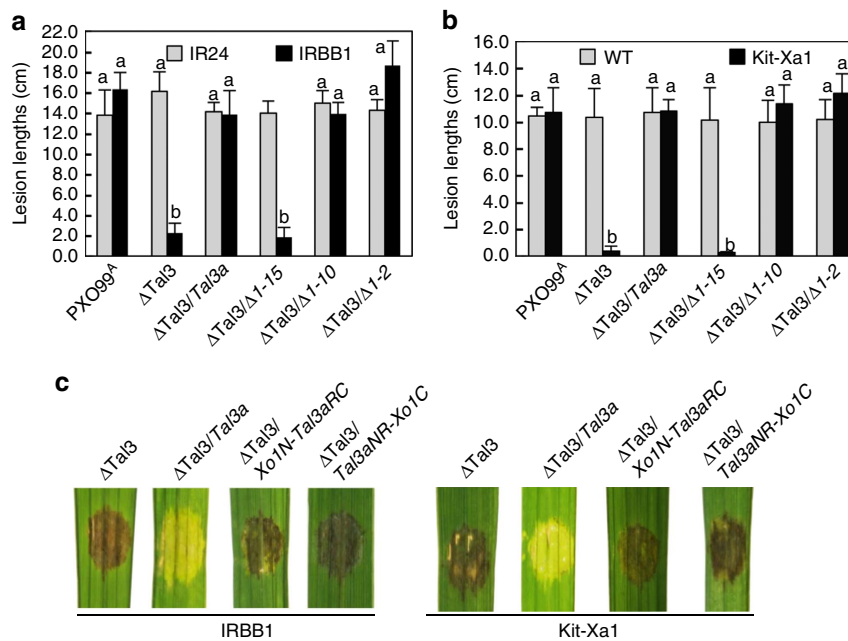 a
22.0
20.0
18.0
16.0
14.0
12.0
10.0
8.0
6.0
4.0
2.0
0.0
Lesion lengths (cm)
IR24
IRBB1
a a a b a a a b a a a a
PXO99ᴬ
ΔTal3
ΔTal3/Tal3a
ΔTal3/Δ1-15
ΔTal3/Δ1-10
ΔTal3/Δ1-2
b
16.0
14.0
12.0
10.0
8.0
6.0
4.0
2.0
0.0
Lesion lengths (cm)
WT
Kit-Xa1
a a a b a a a b a a a a
PXO99ᴬ
ΔTal3
ΔTal3/Tal3a
ΔTal3/Δ1-15
ΔTal3/Δ1-10
ΔTal3/Δ1-2
c
ΔTal3
ΔTal3/Tal3a
ΔTal3/
Xo1N-Tal3aRC
ΔTal3/
Tal3aNR-Xo1C
IRBB1
ΔTal3
ΔTal3/Tal3a
ΔTal3/
Xo1N-Tal3aRC
ΔTal3/
Tal3aNR-Xo1C
Kit-Xa1